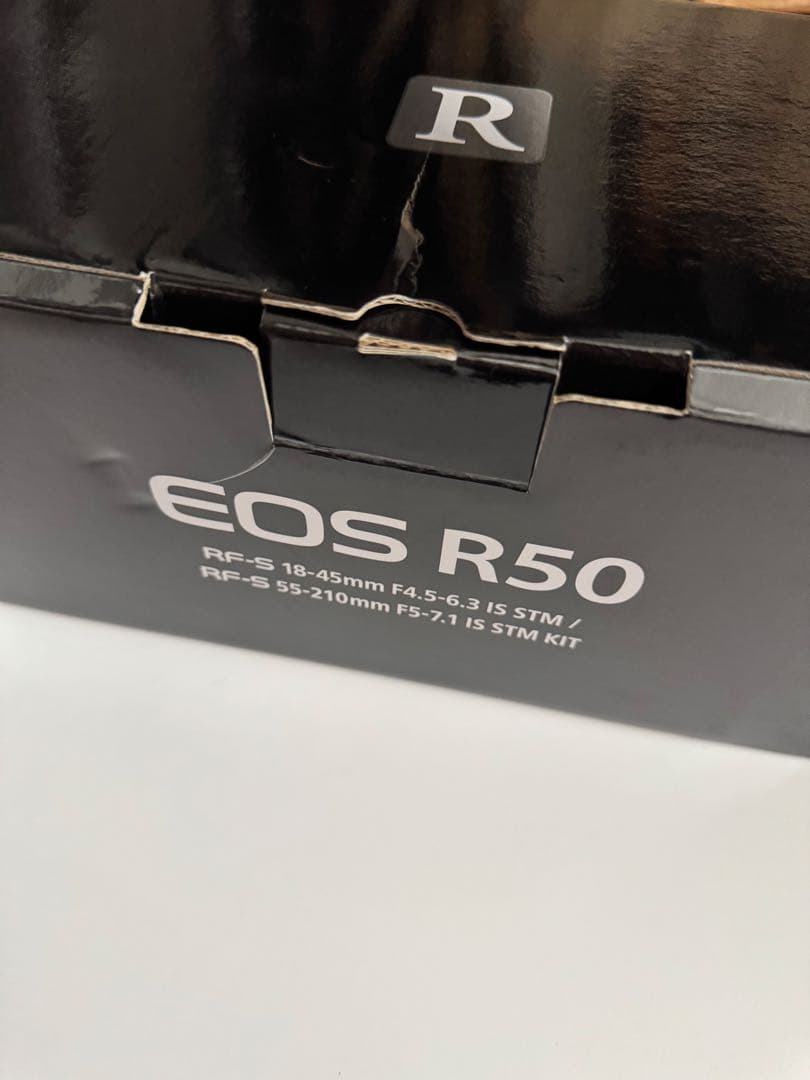 R
EOS R50
RF-S 18-45mm F4.5-6.3 IS STM /
RF-S 55-210mm F5-7.1 IS STM KIT